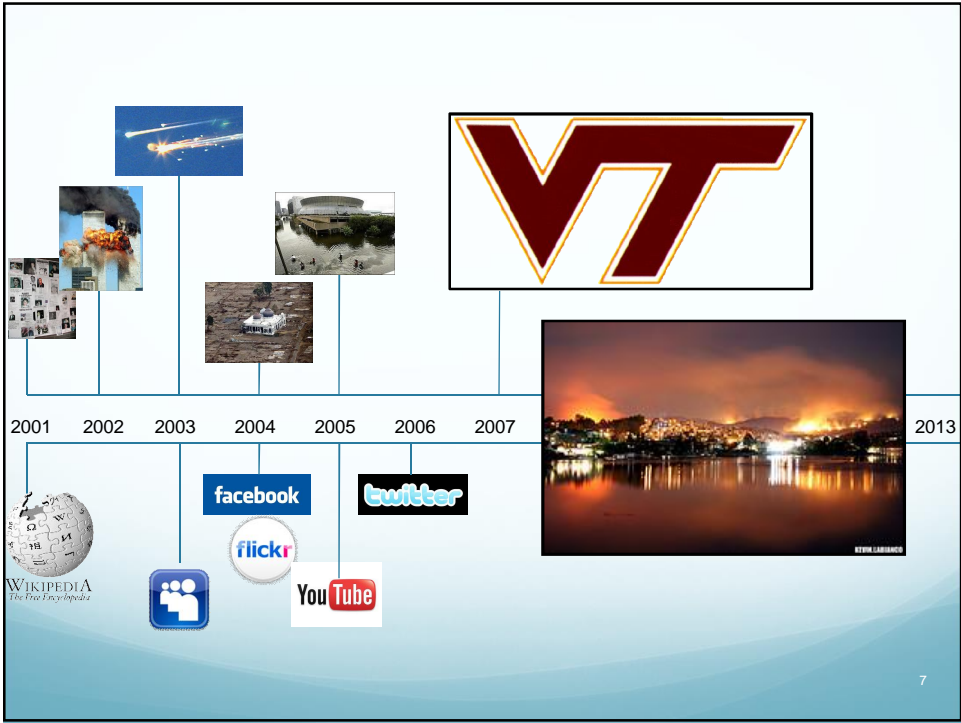 VT
2001 2002 2003 2004 2005 2006 2007 2013
facebook
twitter
flickr
WIKIPEDIA
The Free Encyclopedia
YouTube
KEVIN LABIANCO
7